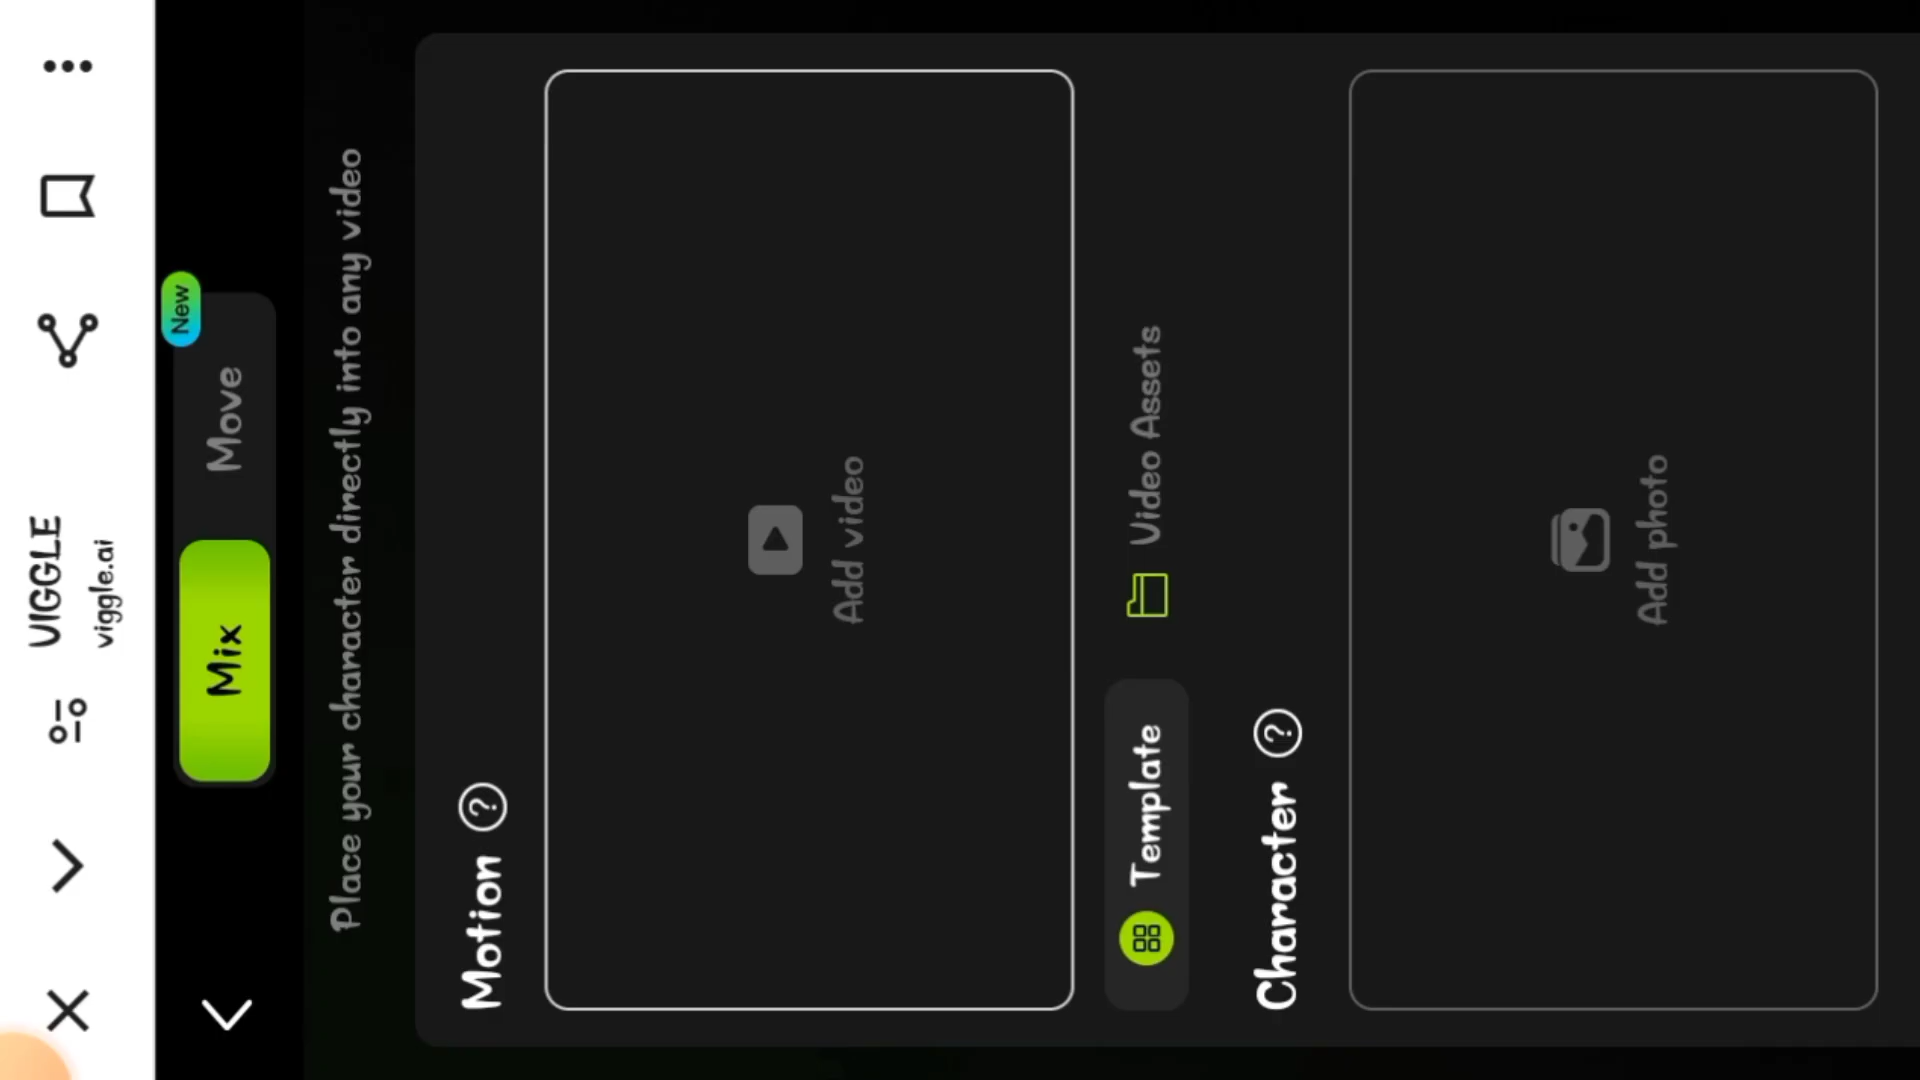 VIGGLE
viggle.ai
Mix
Move
New
Place your character directly into any video
Motion ?
Add video
Template
Video Assets
Character ?
Add photo